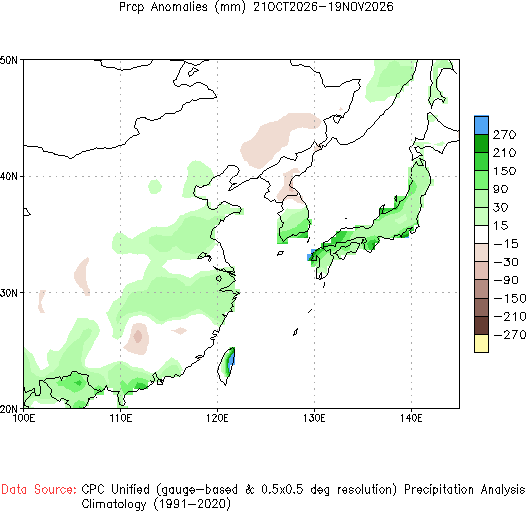 Prcp Anomalies (mm) 21OCT2026-19NOV2026
50N
40N
30N
20N
100E 110E 120E 130E 140E
270
210
150
90
30
15
-15
-30
-90
-150
-210
-270
Data Source: CPC Unified (gauge-based & 0.5x0.5 deg resolution) Precipitation Analysis
Climatology (1991-2020)